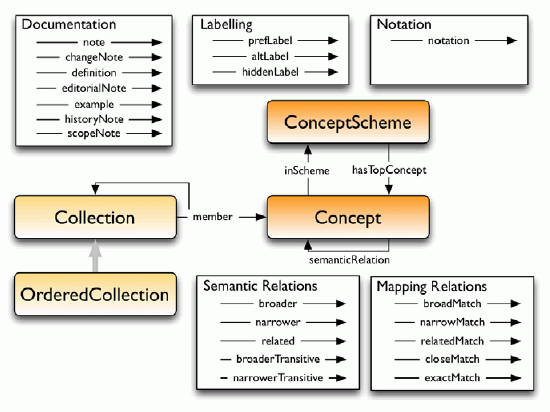 Documentation
note
changeNote
definition
editorialNote
example
historyNote
scopeNote
Labelling
prefLabel
altLabel
hiddenLabel
Notation
notation
ConceptScheme
inScheme
hasTopConcept
Collection
member
Concept
semanticRelation
OrderedCollection
Semantic Relations
broader
narrower
related
broaderTransitive
narrowerTransitive
Mapping Relations
broadMatch
narrowMatch
relatedMatch
closeMatch
exactMatch